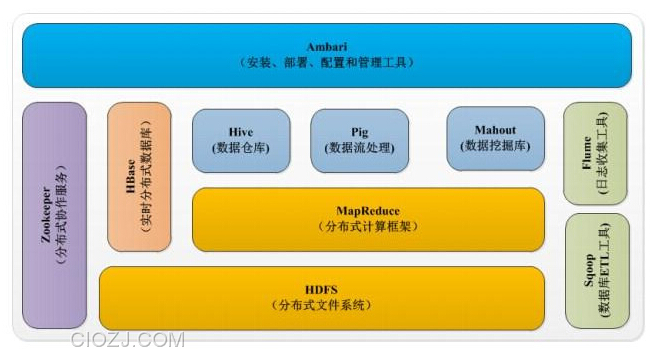 Ambari
（安装、部署、配置和管理工具）
Zookeeper
（分布式协作服务）
HBase
（实时分布式数据库）
Hive
（数据仓库）
Pig
（数据流处理）
Mahout
（数据挖掘库）
Flume
（日志收集工具）
MapReduce
（分布式计算框架）
Sqoop
（数据库ETL工具）
HDFS
（分布式文件系统）
CIOZJ.COM